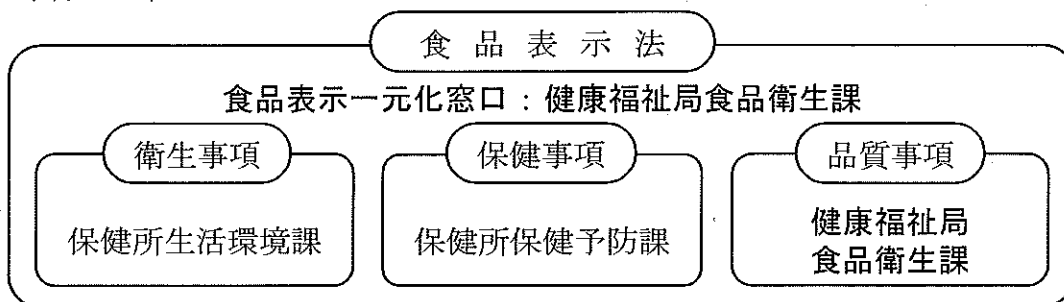 食品表示法
食品表示一元化窓口：健康福祉局食品衛生課
衛生事項
保健所生活環境課
保健事項
保健所保健予防課
品質事項
健康福祉局
食品衛生課